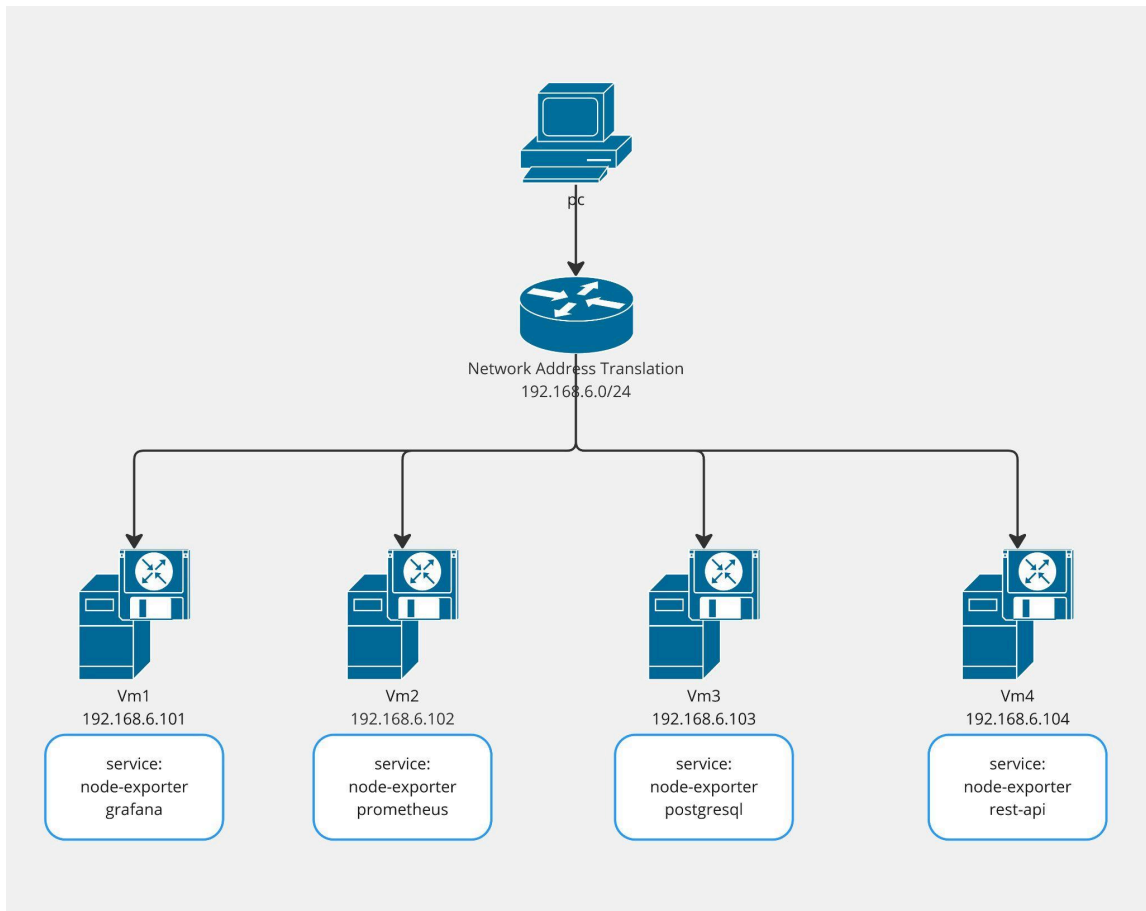 pc
Network Address Translation
192.168.6.0/24
Vm1
192.168.6.101
service:
node-exporter
grafana
Vm2
192.168.6.102
service:
node-exporter
prometheus
Vm3
192.168.6.103
service:
node-exporter
postgresql
Vm4
192.168.6.104
service:
node-exporter
rest-api